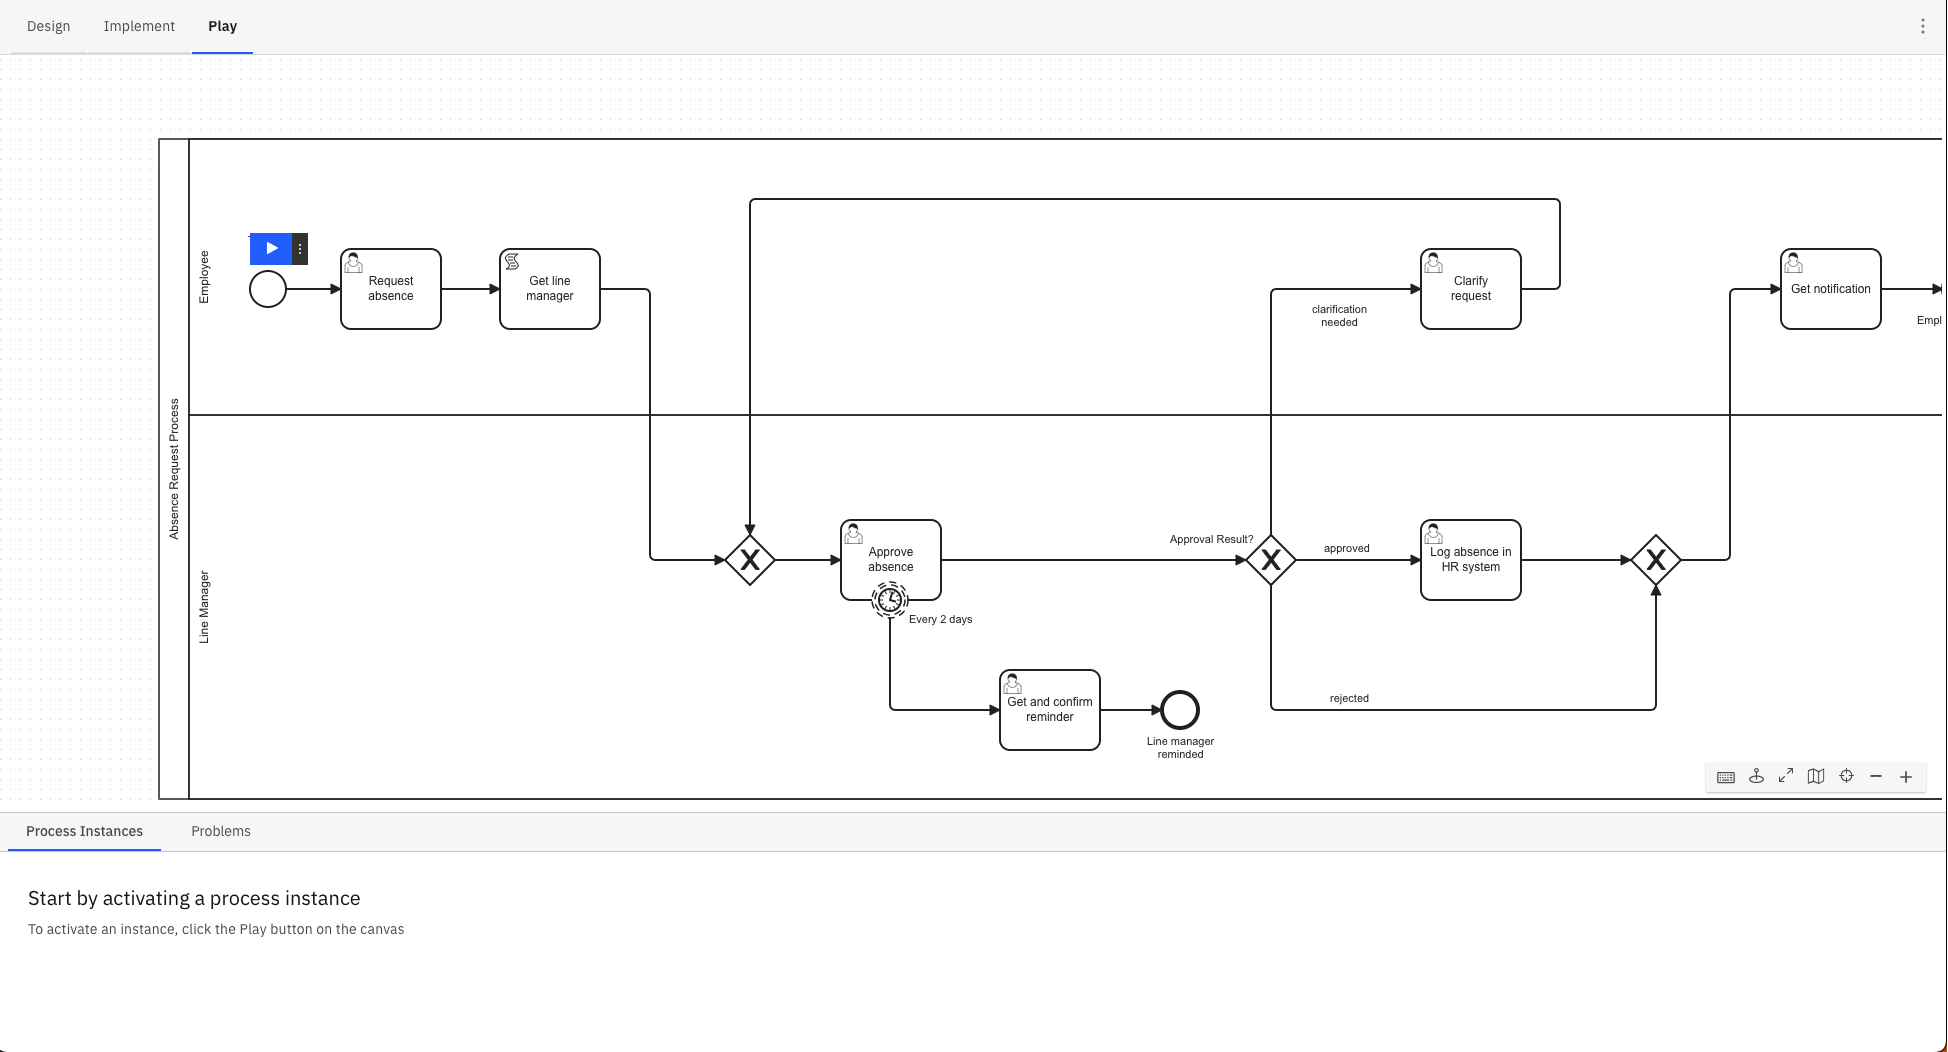 Design
Implement
Play
Absence Request Process
Employee
Line Manager
Request
absence
Get line
manager
clarification
needed
Clarify
request
Get notification
Empl
Approve
absence
Every 2 days
Approval Result?
approved
Log absence in
HR system
Get and confirm
reminder
Line manager
reminded
rejected
Process Instances
Problems
Start by activating a process instance
To activate an instance, click the Play button on the canvas